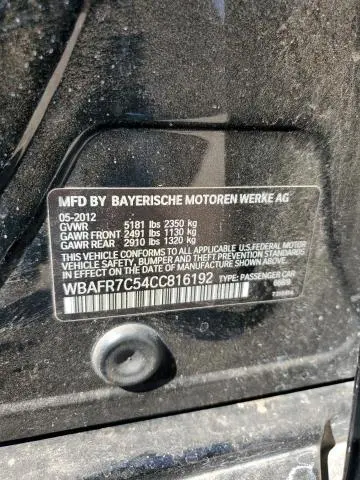 MFD BY BAYERISCHE MOTOREN WERKE AG
05-2012
GVWR 5181 lbs 2350 kg
GAWR FRONT 2491 lbs 1130 kg
GAWR REAR 2910 lbs 1320 kg
THIS VEHICLE CONFORMS TO ALL APPLICABLE U.S.FEDERAL MOTOR
VEHICLE SAFETY, BUMPER, AND THEFT PREVENTION STANDARDS
IN EFFECT ON THE DATE OF MANUFACTURE SHOWN ABOVE.
WBAFR7C54CC816192 TYPE: PASSENGER CAR